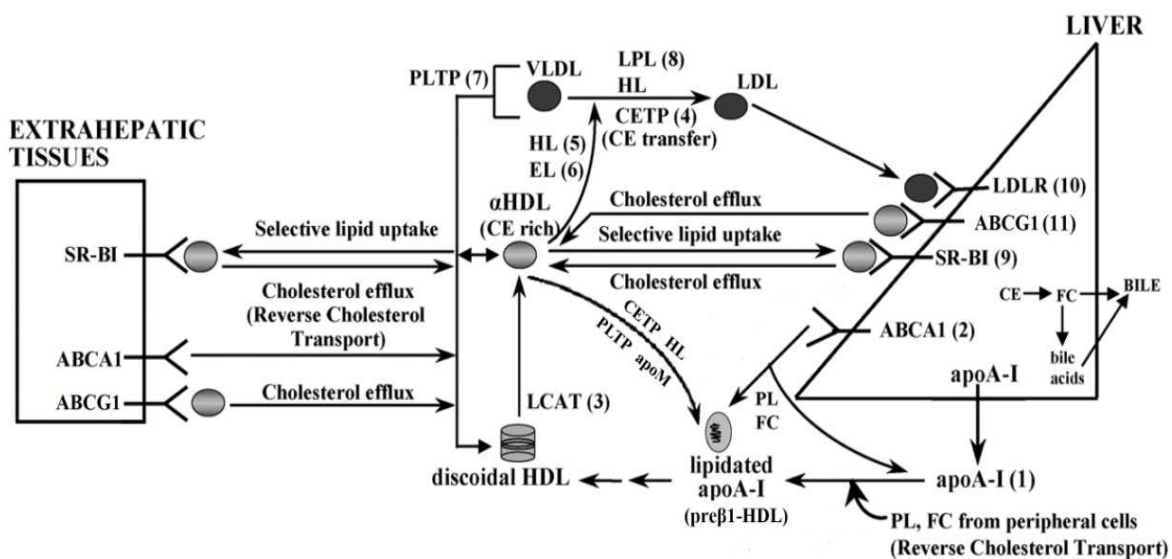 LIVER
EXTRAHEPATIC
TISSUES
PLTP (7)
VLDL
LPL (8)
HL
CETP (4)
(CE transfer)
LDL
HL (5)
EL (6)
αHDL
(CE rich)
SR-BI
Selective lipid uptake
Cholesterol efflux
(Reverse Cholesterol
Transport)
ABCA1
ABCG1
Cholesterol efflux
Cholesterol efflux
Selective lipid uptake
Cholesterol efflux
LDLR (10)
ABCG1 (11)
SR-BI (9)
CE
FC
BILE
bile
acids
ABCA1 (2)
CETP HL
PLTP apoM
LCAT (3)
PL
FC
apoA-I
discoidal HDL
lipidated
apoA-I
(preβ1-HDL)
apoA-I (1)
PL, FC from peripheral cells
(Reverse Cholesterol Transport)